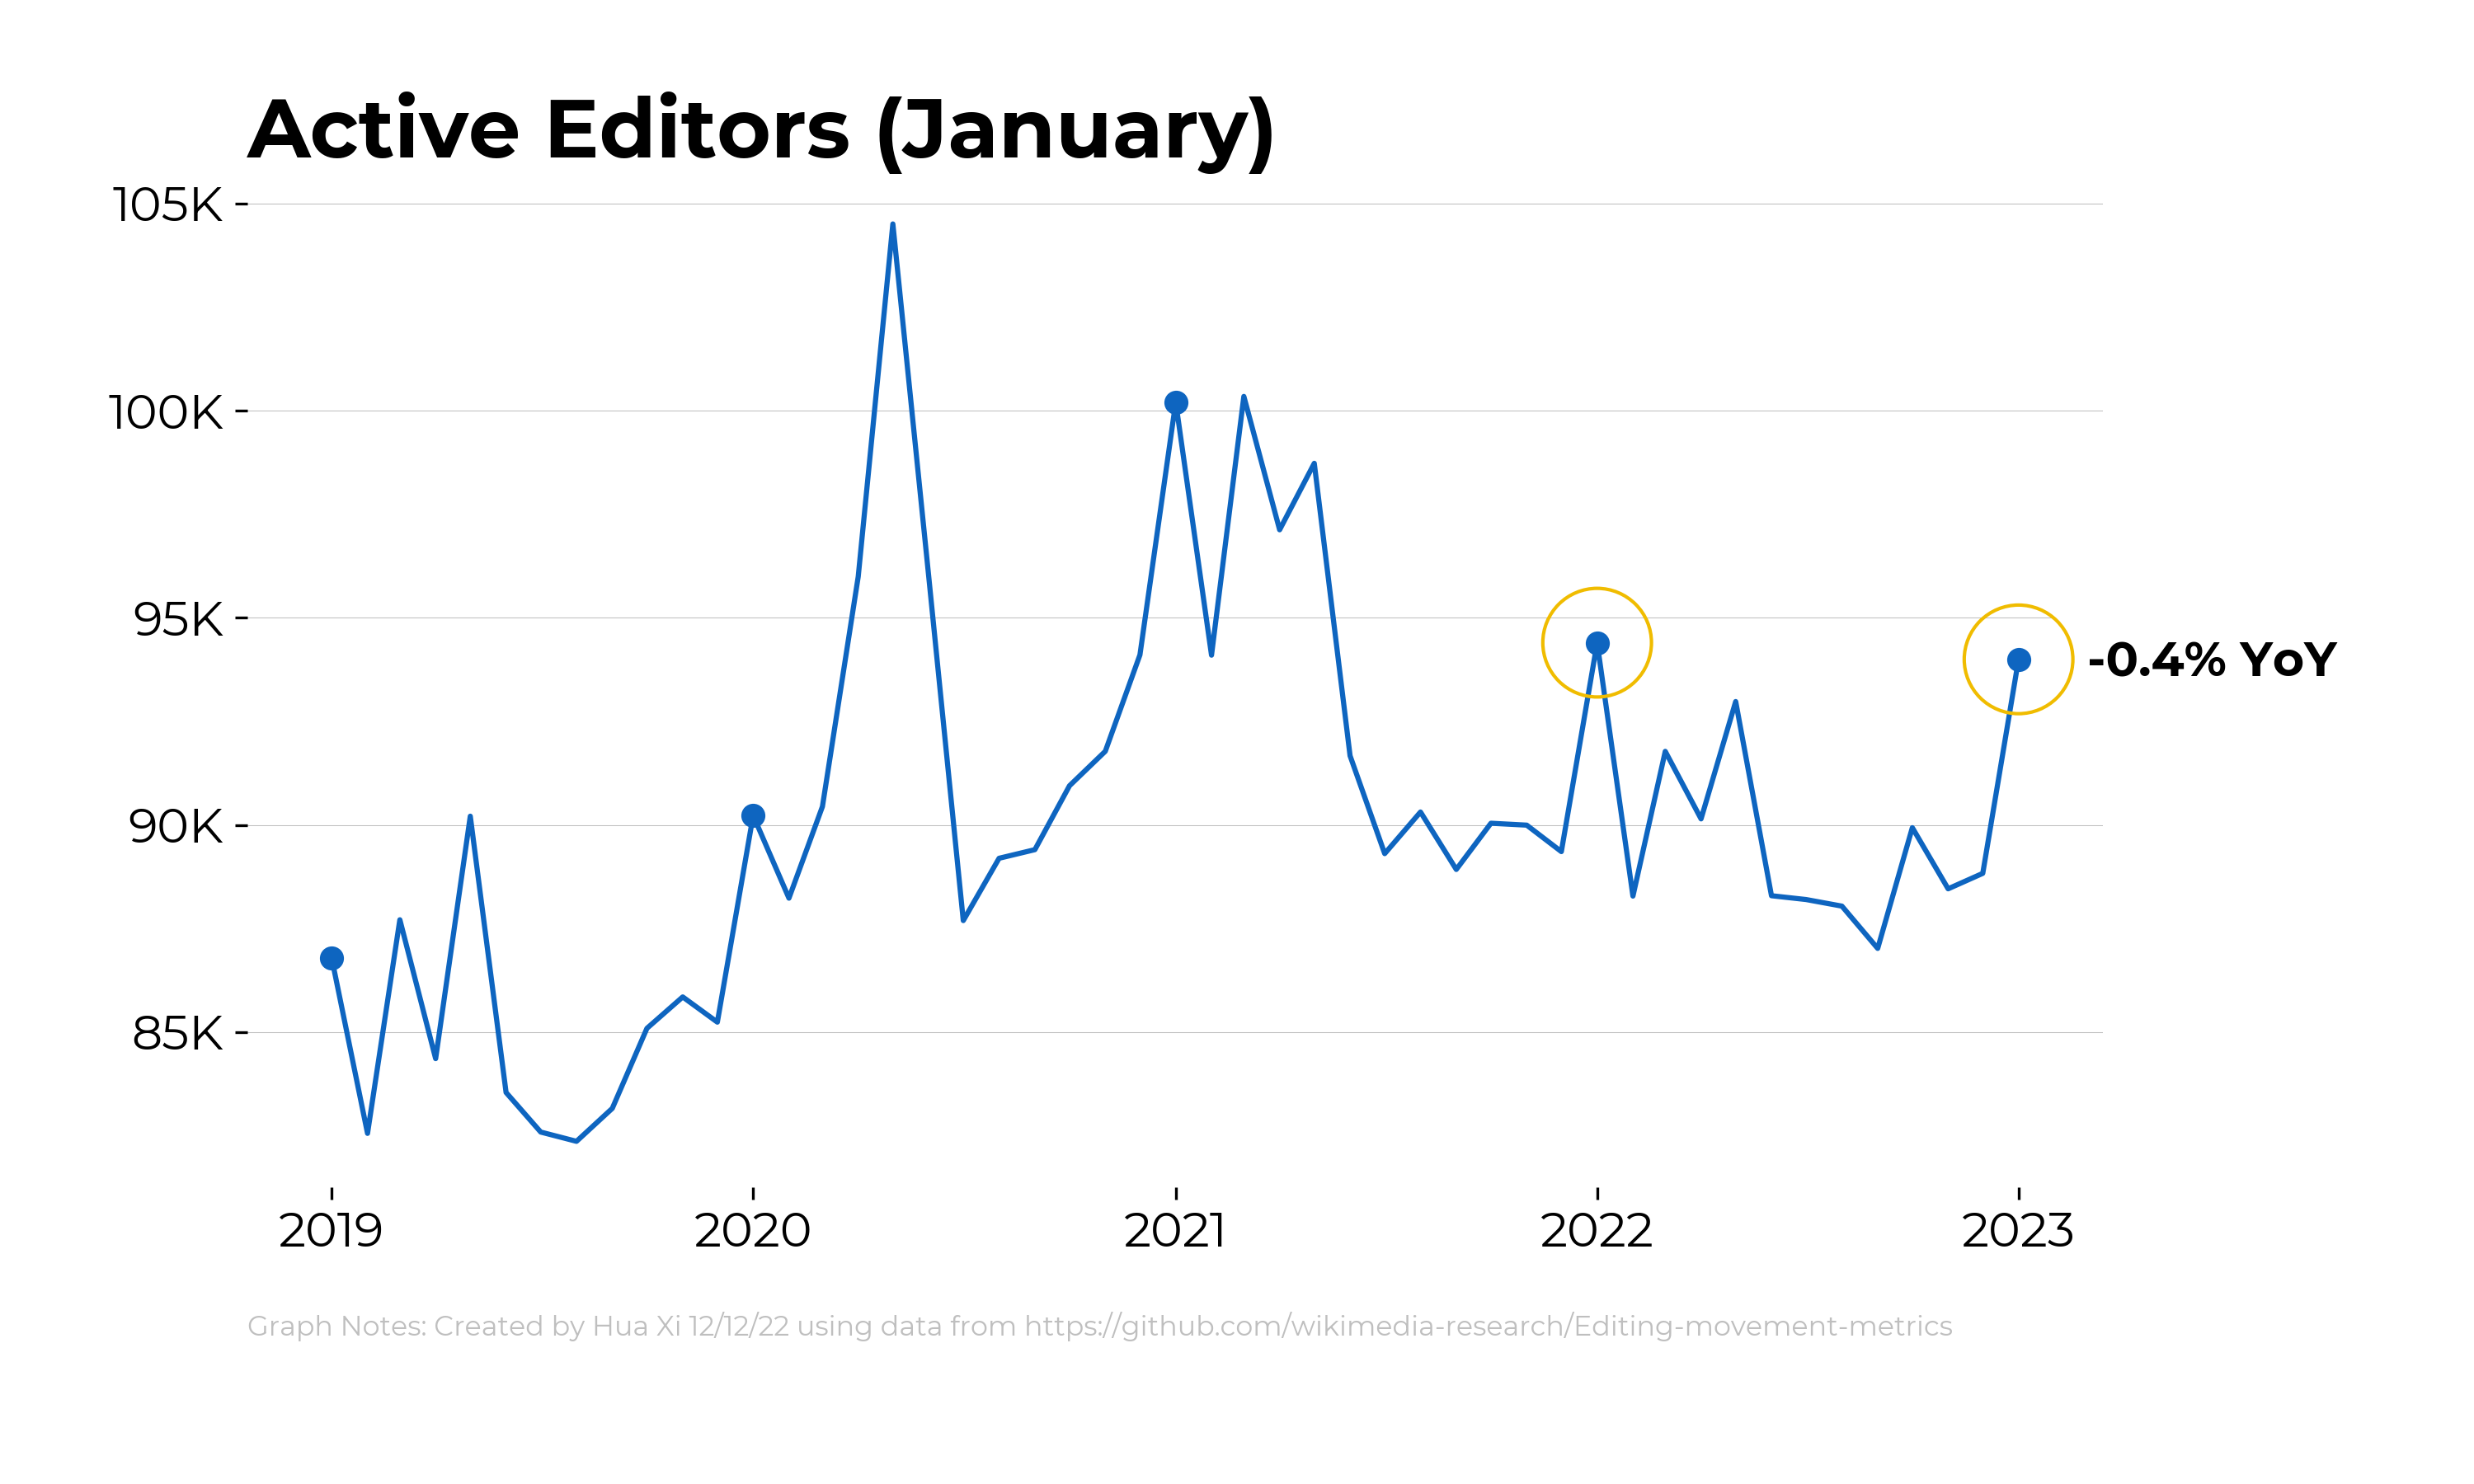 Active Editors (January)
105K
100K
95K
90K
85K
-0.4% YoY
2019 2020 2021 2022 2023
Graph Notes: Created by Hua Xi 12/12/22 using data from https://github.com/wikimedia-research/Editing-movement-metrics